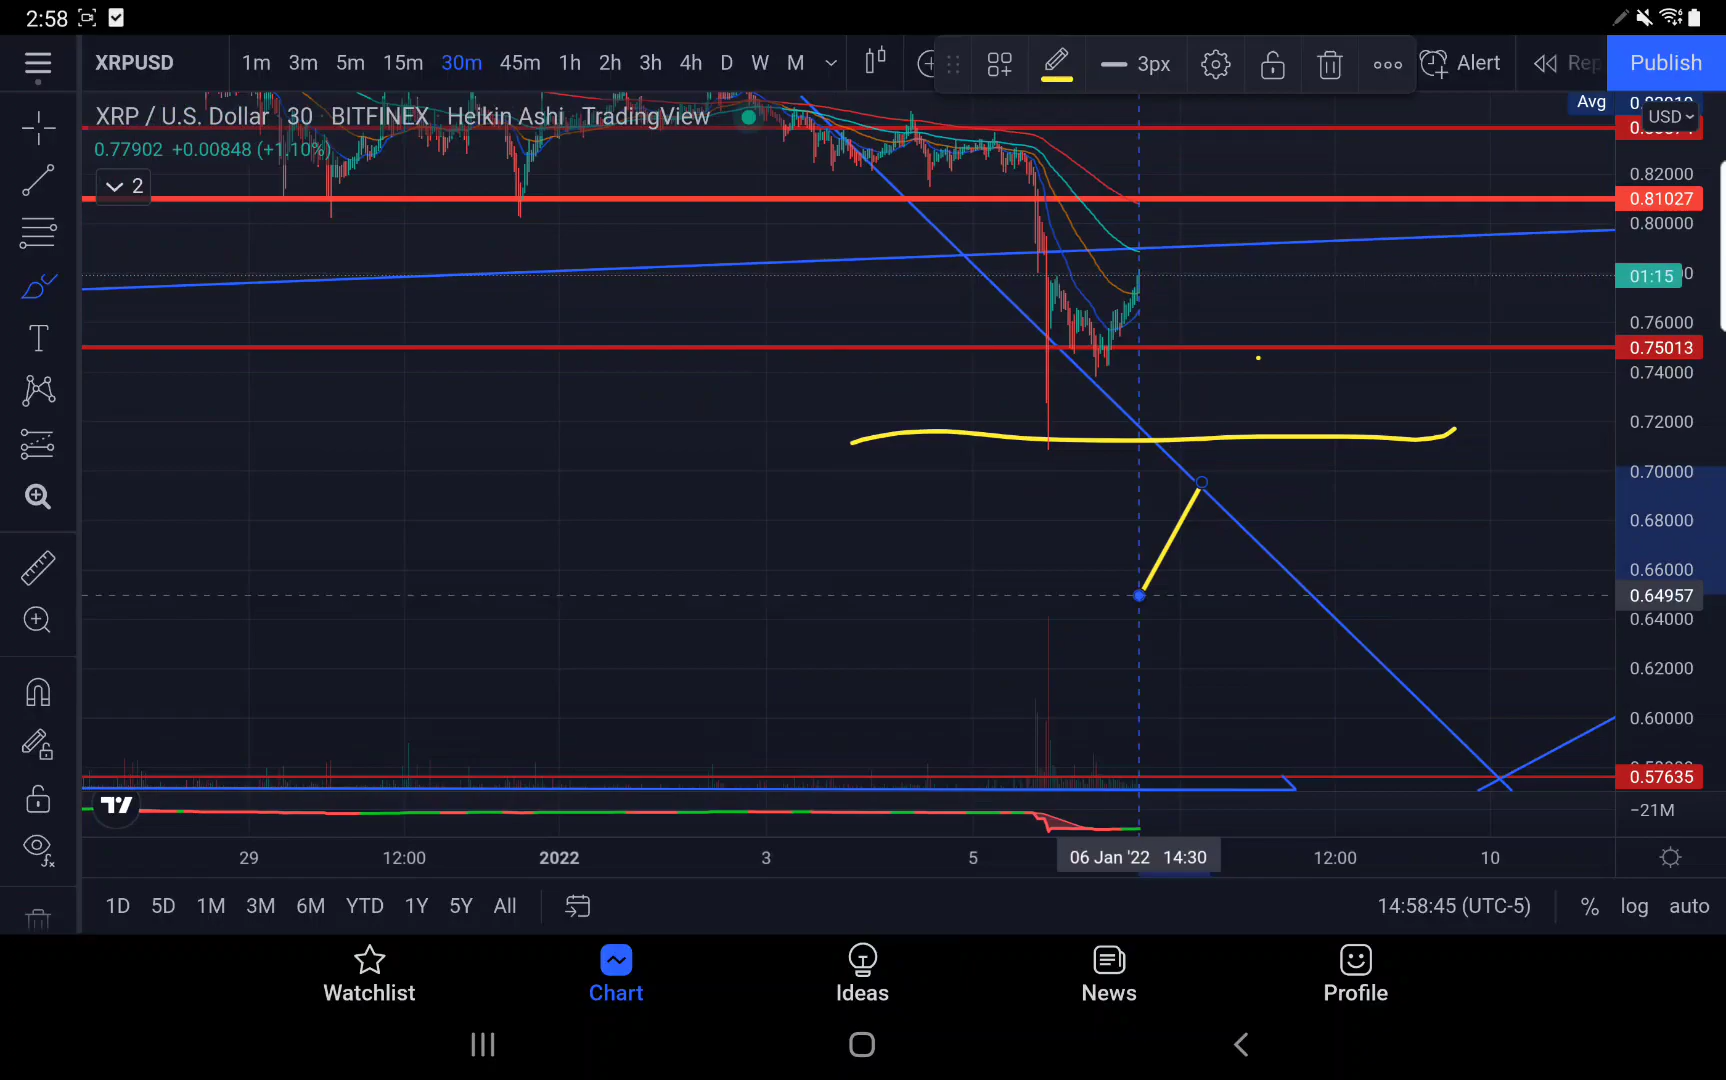 2:58
XRPUSD 1m 3m 5m 15m 30m 45m 1h 2h 3h 4h D W M 3px Alert Rep Publish
XRP / U.S. Dollar 30 BITFINEX Heikin Ashi TradingView
0.77902 +0.00848 (+1.10%)
2
Avg
USD
0.82000
0.81027
0.80000
01:15
0.76000
0.75013
0.74000
0.72000
0.70000
0.68000
0.66000
0.64957
0.64000
0.62000
0.60000
0.57635
−21M
29 12:00 2022 3 5 06 Jan '22 14:30 12:00 10
1D 5D 1M 3M 6M YTD 1Y 5Y All 14:58:45 (UTC-5) % log auto
Watchlist Chart Ideas News Profile